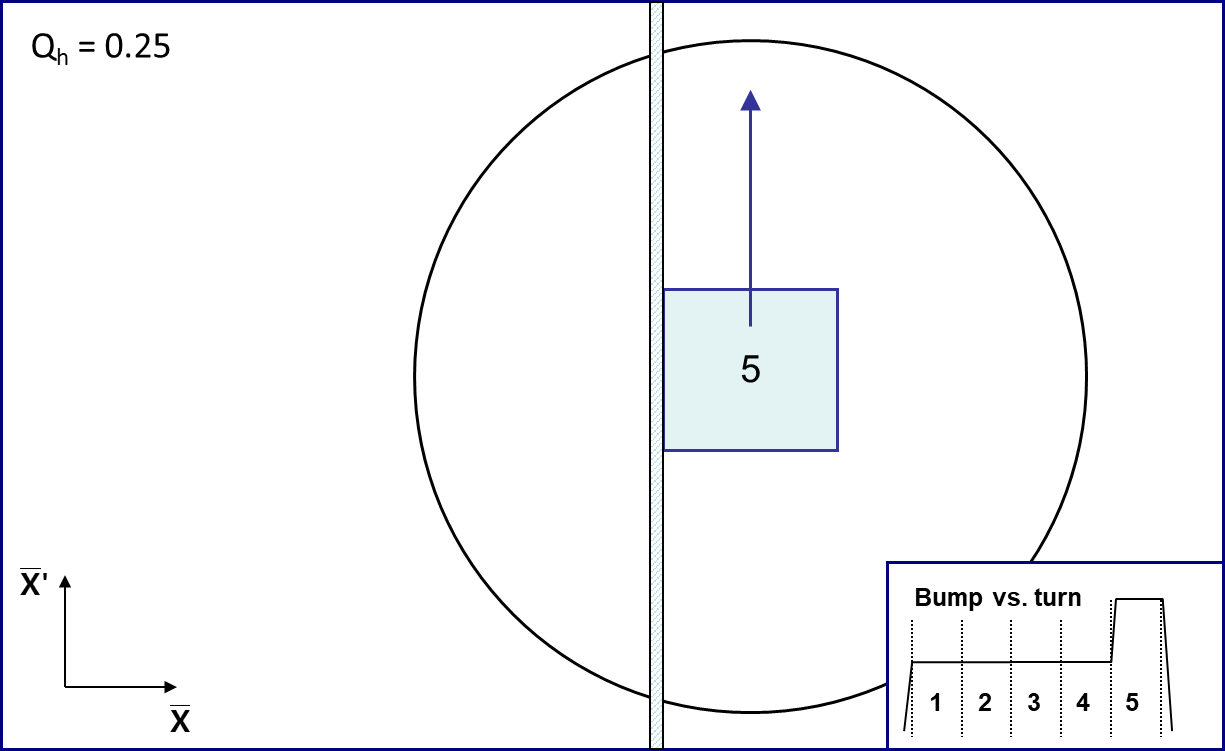 Qₕ = 0.25
5
X̅'
X̅
Bump vs. turn
1 2 3 4 5